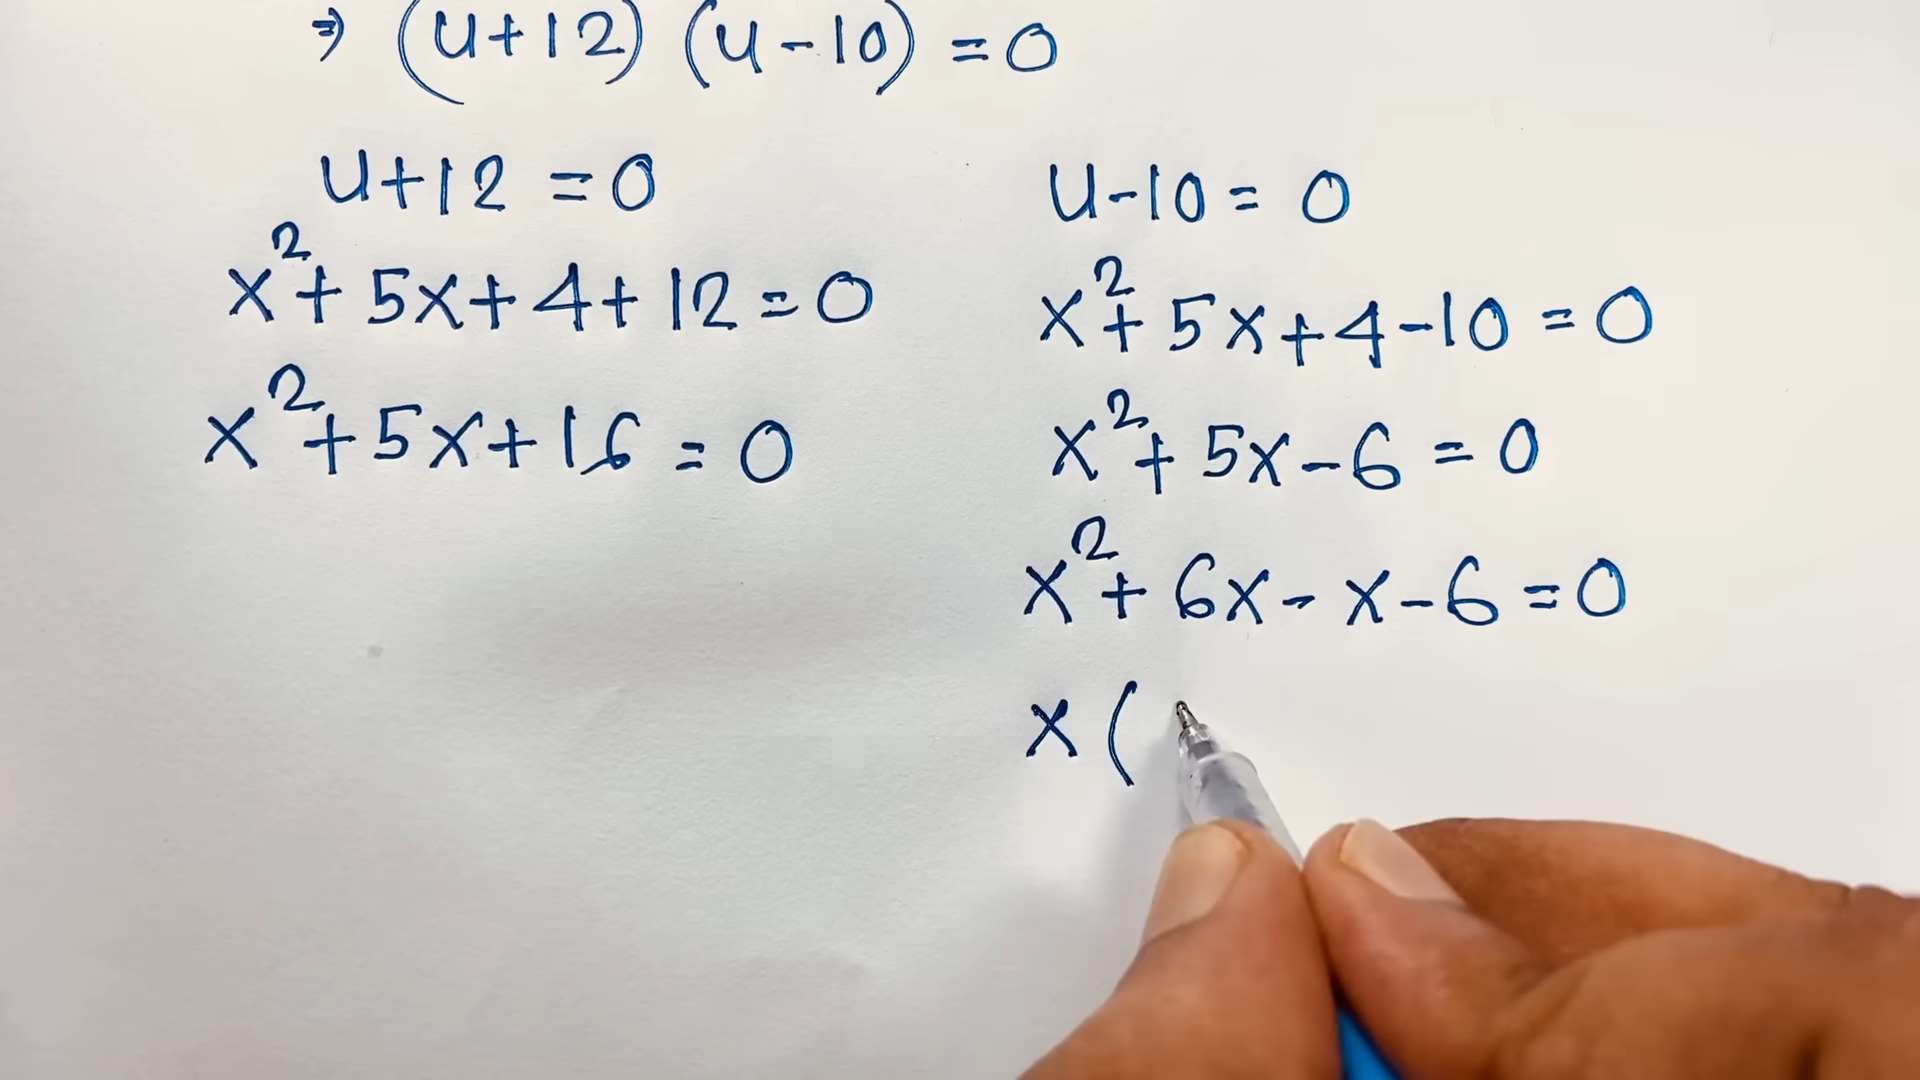 ⇒ (u+12) (u-10) = 0
u+12 = 0
x²+ 5x+4+12=0
x²+5x+16 = 0
u-10= 0
x²+5x+4-10=0
x²+5x-6=0
x²+6x-x-6=0
x (